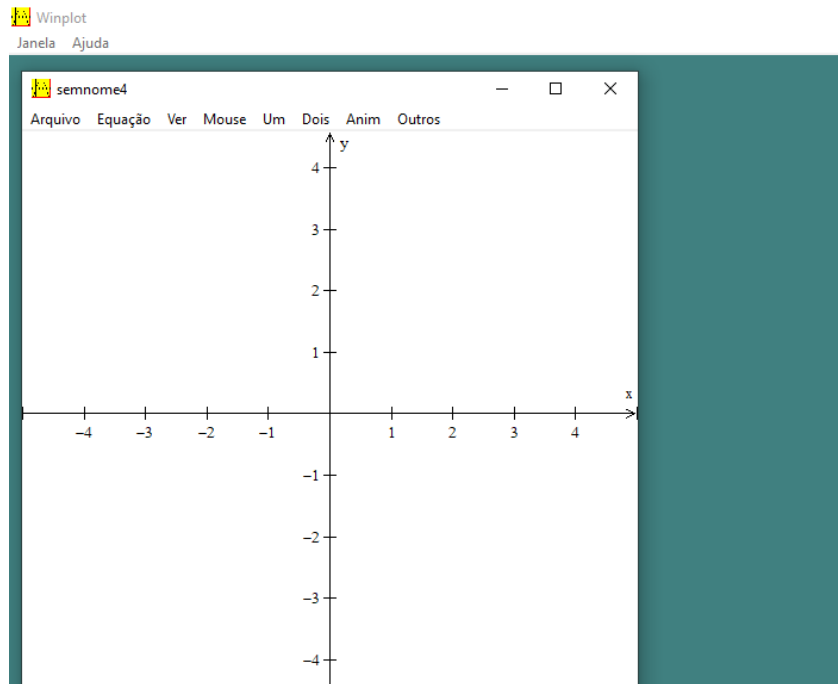 Winplot
Janela Ajuda
semnome4
Arquivo Equação Ver Mouse Um Dois Anim Outros
y
4
3
2
1
x
–4 –3 –2 –1 1 2 3 4
–1
–2
–3
–4